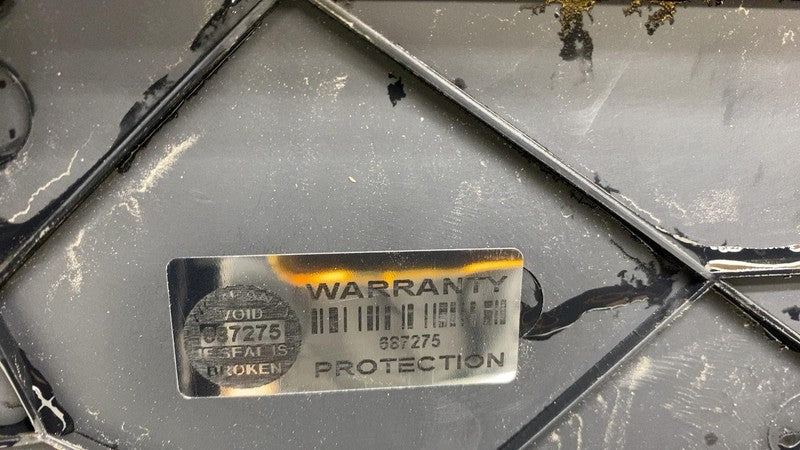 VOID
687275
IF SEAL IS
BROKEN
WARRANTY
687275
PROTECTION